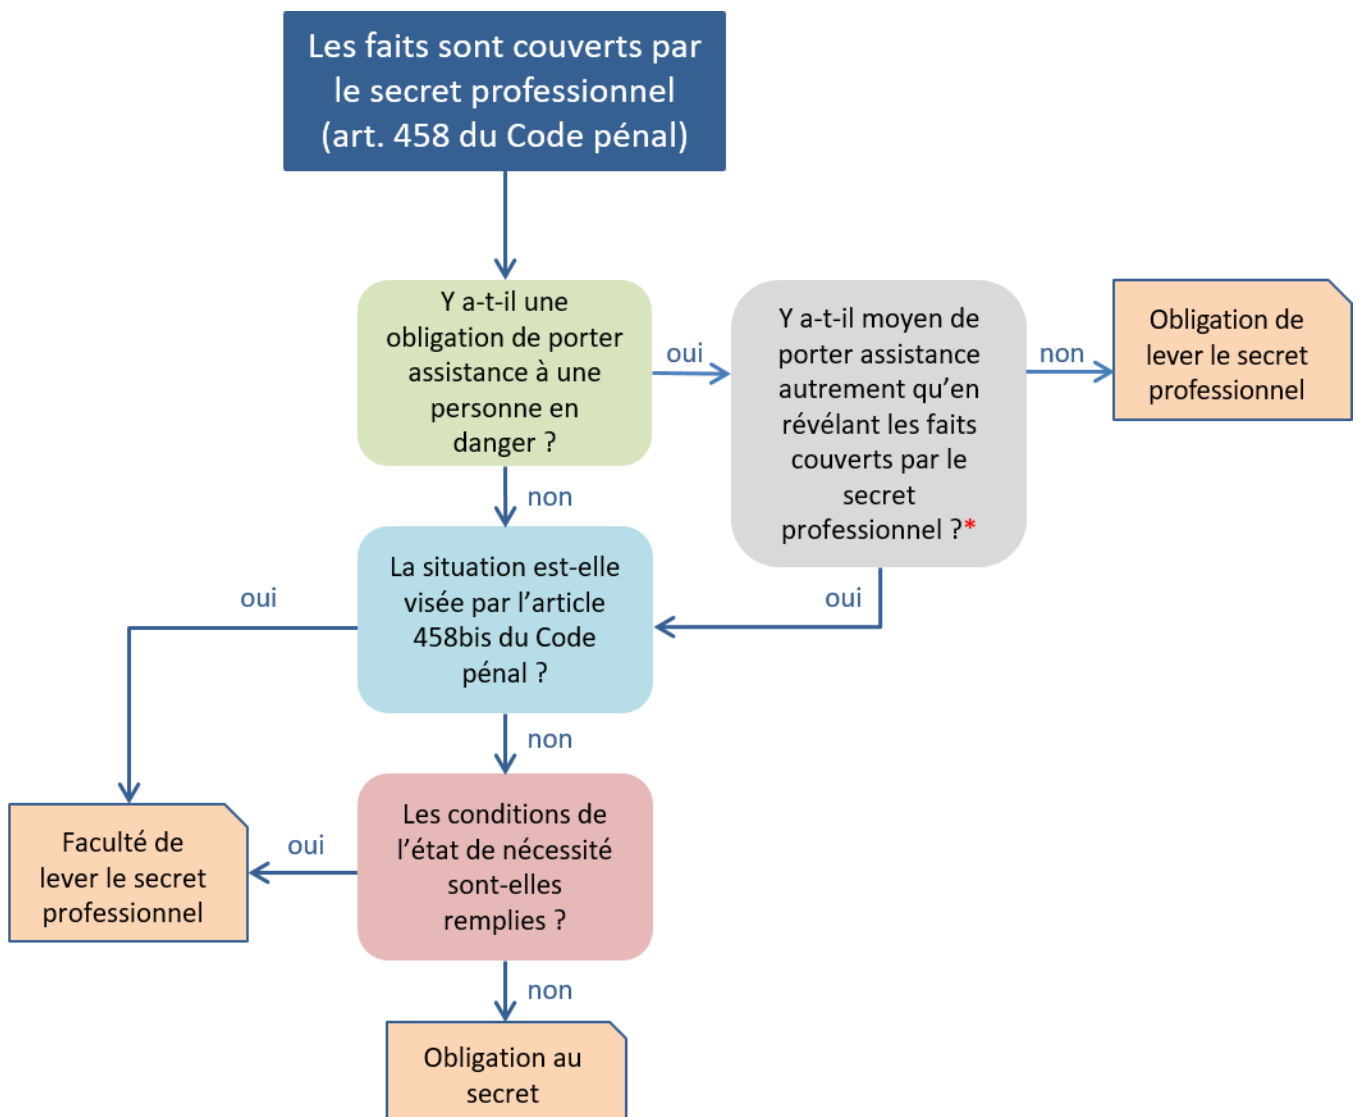 Les faits sont couverts par
le secret professionnel
(art. 458 du Code pénal)
Y a-t-il une
obligation de porter
assistance à une
personne en
danger ?
oui
Y a-t-il moyen de
porter assistance
autrement qu’en
révélant les faits
couverts par le
secret
professionnel ?*
non
Obligation de
lever le secret
professionnel
non
oui
La situation est-elle
visée par l’article
458bis du Code
pénal ?
oui
non
Les conditions de
l’état de nécessité
sont-elles
remplies ?
oui
Faculté de
lever le secret
professionnel
non
Obligation au
secret